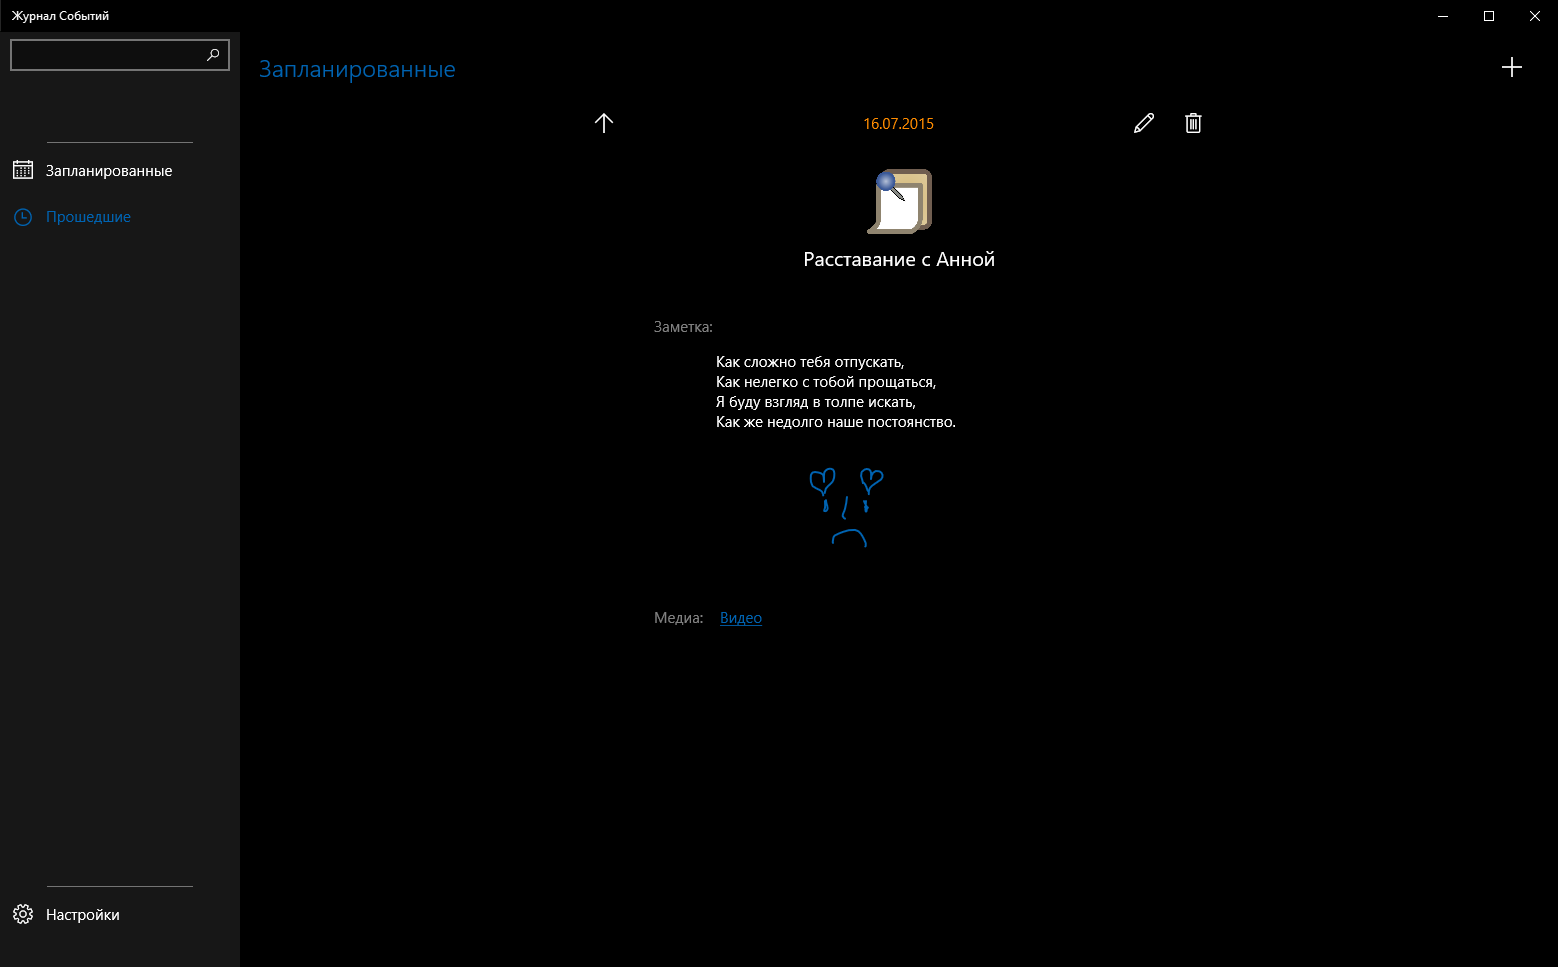 Журнал Событий
Запланированные
Прошедшие
Настройки
Запланированные
16.07.2015
Расставание с Анной
Заметка:
Как сложно тебя отпускать,
Как нелегко с тобой прощаться,
Я буду взгляд в толпе искать,
Как же недолго наше постоянство.
Медиа: Видео